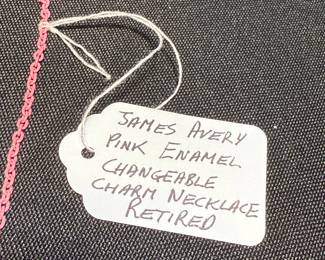 JAMES AVERY
PINK ENAMEL
CHANGEABLE
CHARM NECKLACE
RETIRED